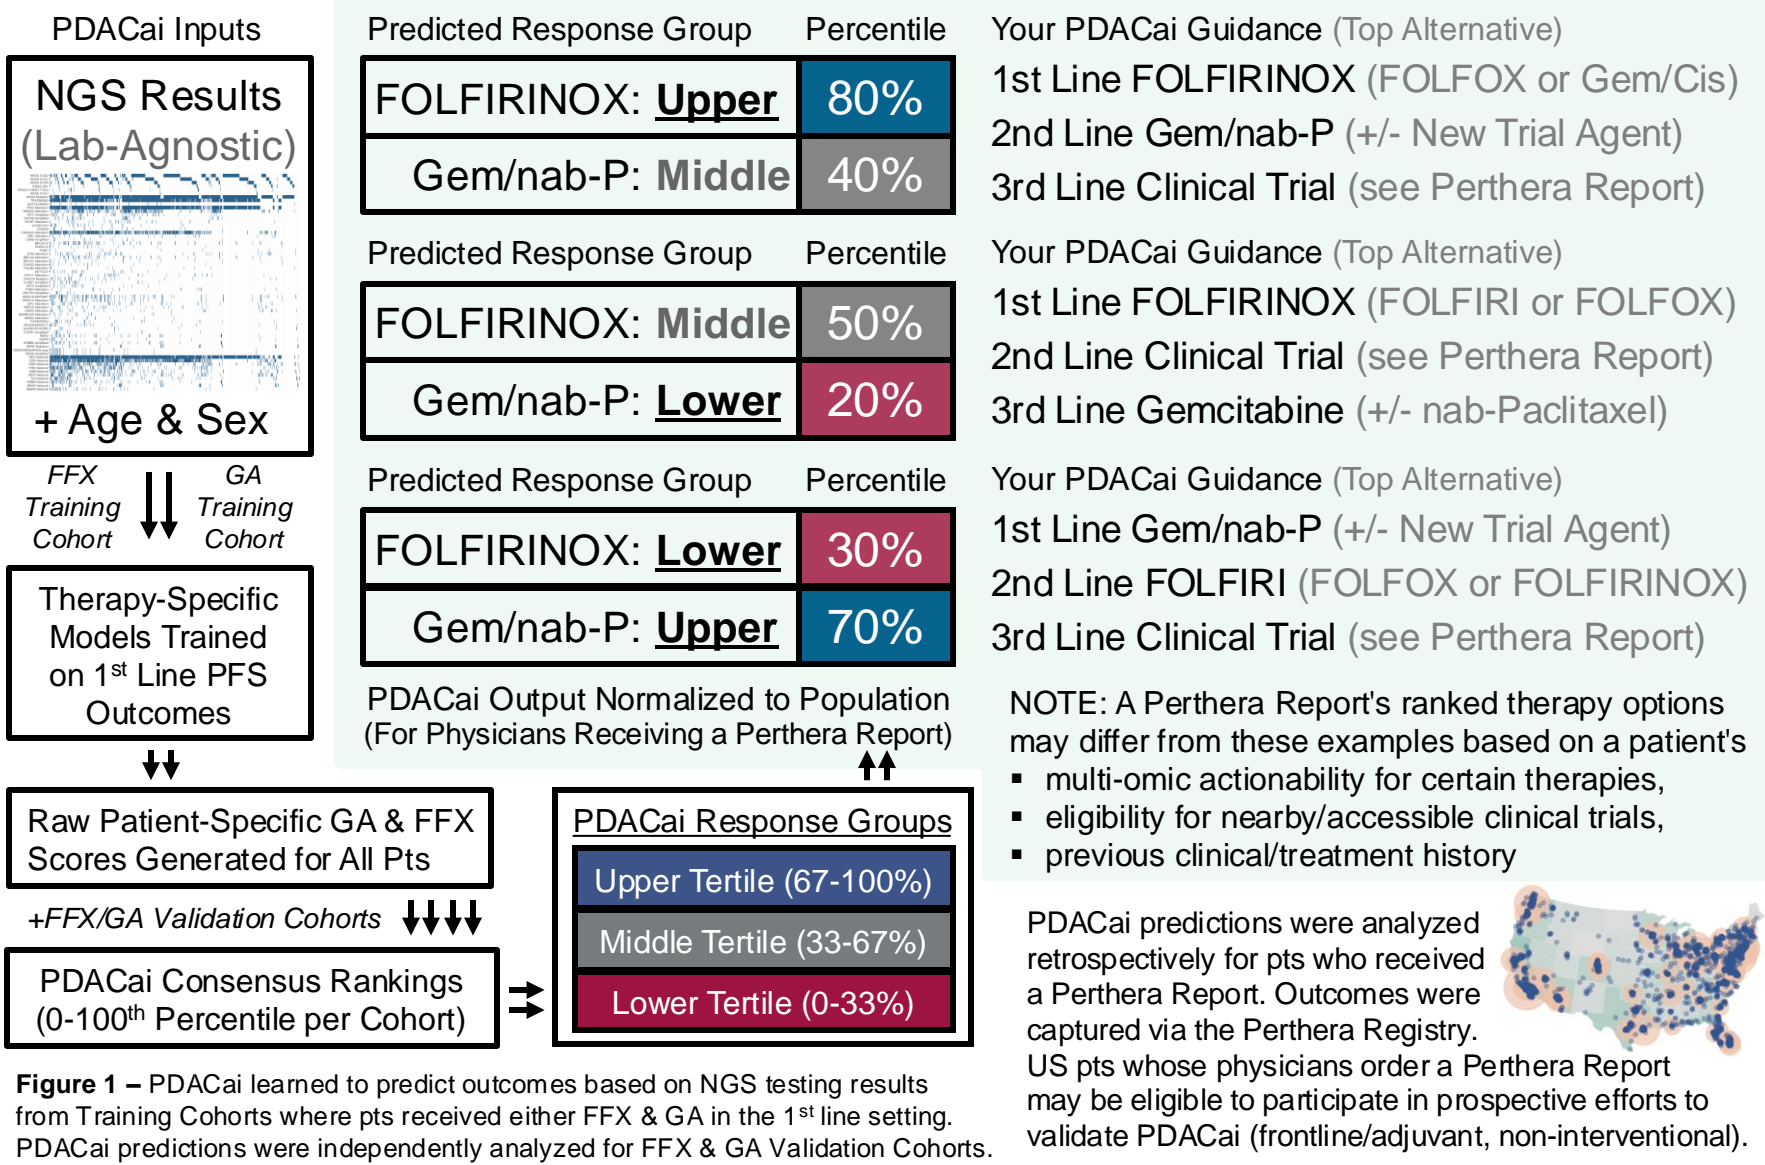 PDACai Inputs
NGS Results
(Lab-Agnostic)
+ Age & Sex
FFX
Training
Cohort
GA
Training
Cohort
Therapy-Specific
Models Trained
on 1st Line PFS
Outcomes
Raw Patient-Specific GA & FFX
Scores Generated for All Pts
+FFX/GA Validation Cohorts
PDACai Consensus Rankings
(0-100th Percentile per Cohort)
PDACai Response Groups
Upper Tertile (67-100%)
Middle Tertile (33-67%)
Lower Tertile (0-33%)
Predicted Response Group Percentile
FOLFIRINOX: Upper 80%
Gem/nab-P: Middle 40%
Your PDACai Guidance (Top Alternative)
1st Line FOLFIRINOX (FOLFOX or Gem/Cis)
2nd Line Gem/nab-P (+/- New Trial Agent)
3rd Line Clinical Trial (see Perthera Report)
Predicted Response Group Percentile
FOLFIRINOX: Middle 50%
Gem/nab-P: Lower 20%
Your PDACai Guidance (Top Alternative)
1st Line FOLFIRINOX (FOLFIRI or FOLFOX)
2nd Line Clinical Trial (see Perthera Report)
3rd Line Gemcitabine (+/- nab-Paclitaxel)
Predicted Response Group Percentile
FOLFIRINOX: Lower 30%
Gem/nab-P: Upper 70%
Your PDACai Guidance (Top Alternative)
1st Line Gem/nab-P (+/- New Trial Agent)
2nd Line FOLFIRI (FOLFOX or FOLFIRINOX)
3rd Line Clinical Trial (see Perthera Report)
PDACai Output Normalized to Population
(For Physicians Receiving a Perthera Report)
NOTE: A Perthera Report's ranked therapy options
may differ from these examples based on a patient's
▪ multi-omic actionability for certain therapies,
▪ eligibility for nearby/accessible clinical trials,
▪ previous clinical/treatment history
PDACai predictions were analyzed
retrospectively for pts who received
a Perthera Report. Outcomes were
captured via the Perthera Registry.
US pts whose physicians order a Perthera Report
may be eligible to participate in prospective efforts to
validate PDACai (frontline/adjuvant, non-interventional).
Figure 1 – PDACai learned to predict outcomes based on NGS testing results
from Training Cohorts where pts received either FFX & GA in the 1st line setting.
PDACai predictions were independently analyzed for FFX & GA Validation Cohorts.